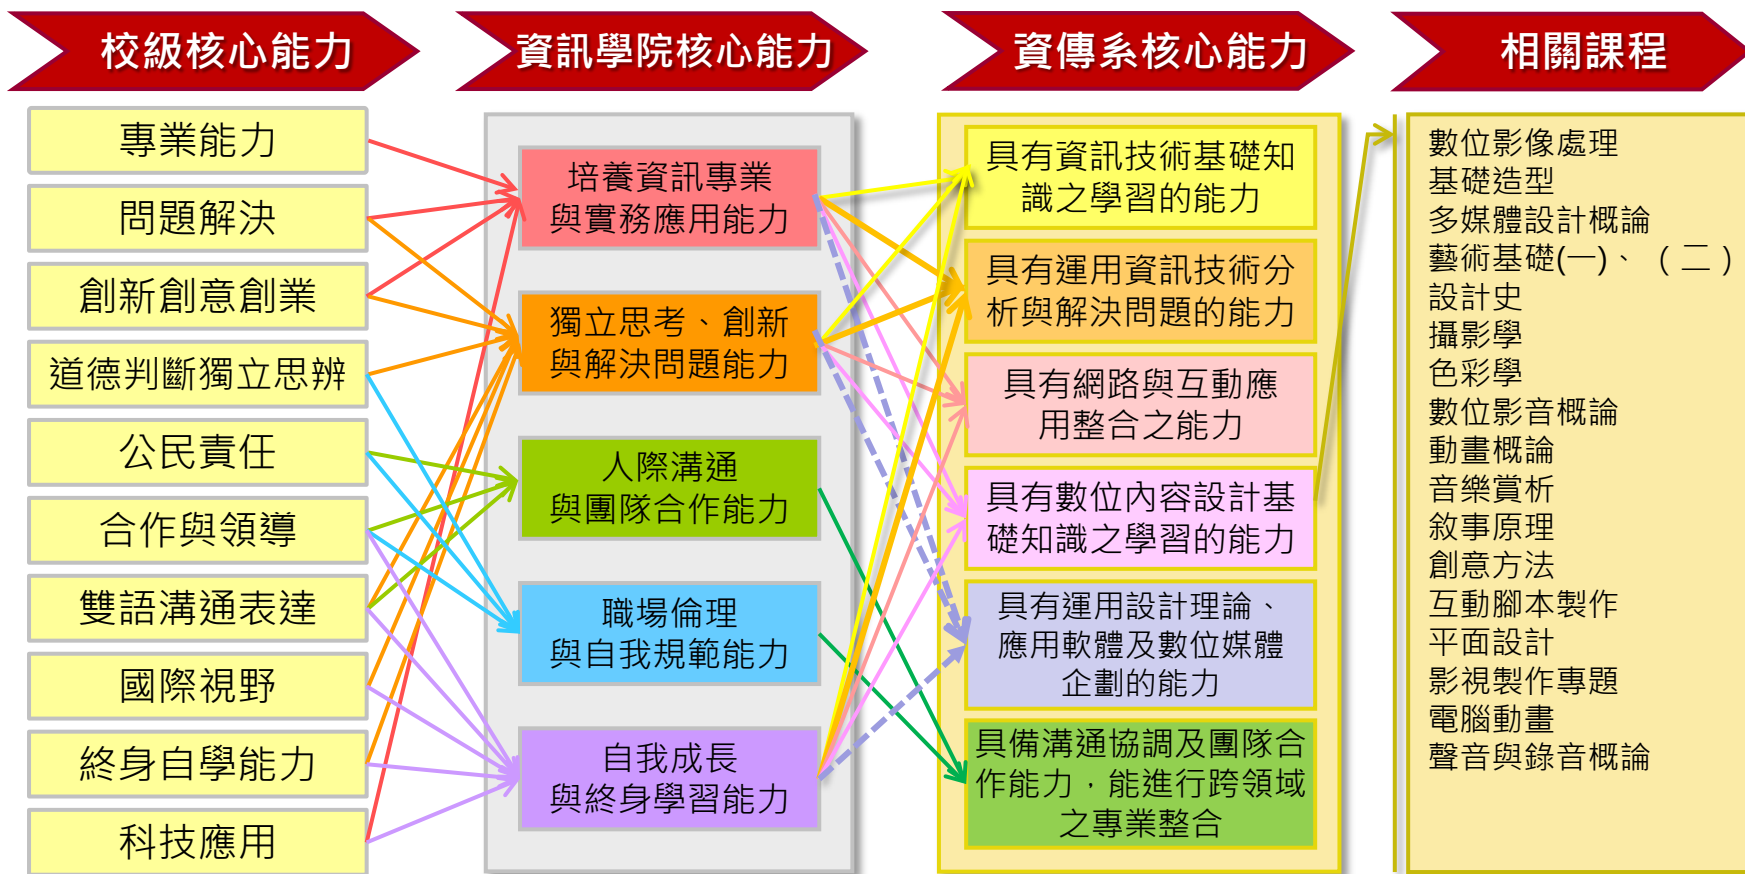 校級核心能力
資訊學院核心能力
資傳系核心能力
相關課程
專業能力
問題解決
創新創意創業
道德判斷獨立思辨
公民責任
合作與領導
雙語溝通表達
國際視野
終身自學能力
科技應用
培養資訊專業
與實務應用能力
獨立思考、創新
與解決問題能力
人際溝通
與團隊合作能力
職場倫理
與自我規範能力
自我成長
與終身學習能力
具有資訊技術基礎知
識之學習的能力
具有運用資訊技術分
析與解決問題的能力
具有網路與互動應
用整合之能力
具有數位內容設計基
礎知識之學習的能力
具有運用設計理論、
應用軟體及數位媒體
企劃的能力
具備溝通協調及團隊合
作能力，能進行跨領域
之專業整合
數位影像處理
基礎造型
多媒體設計概論
藝術基礎(一)、（二）
設計史
攝影學
色彩學
數位影音概論
動畫概論
音樂賞析
敘事原理
創意方法
互動腳本製作
平面設計
影視製作專題
電腦動畫
聲音與錄音概論